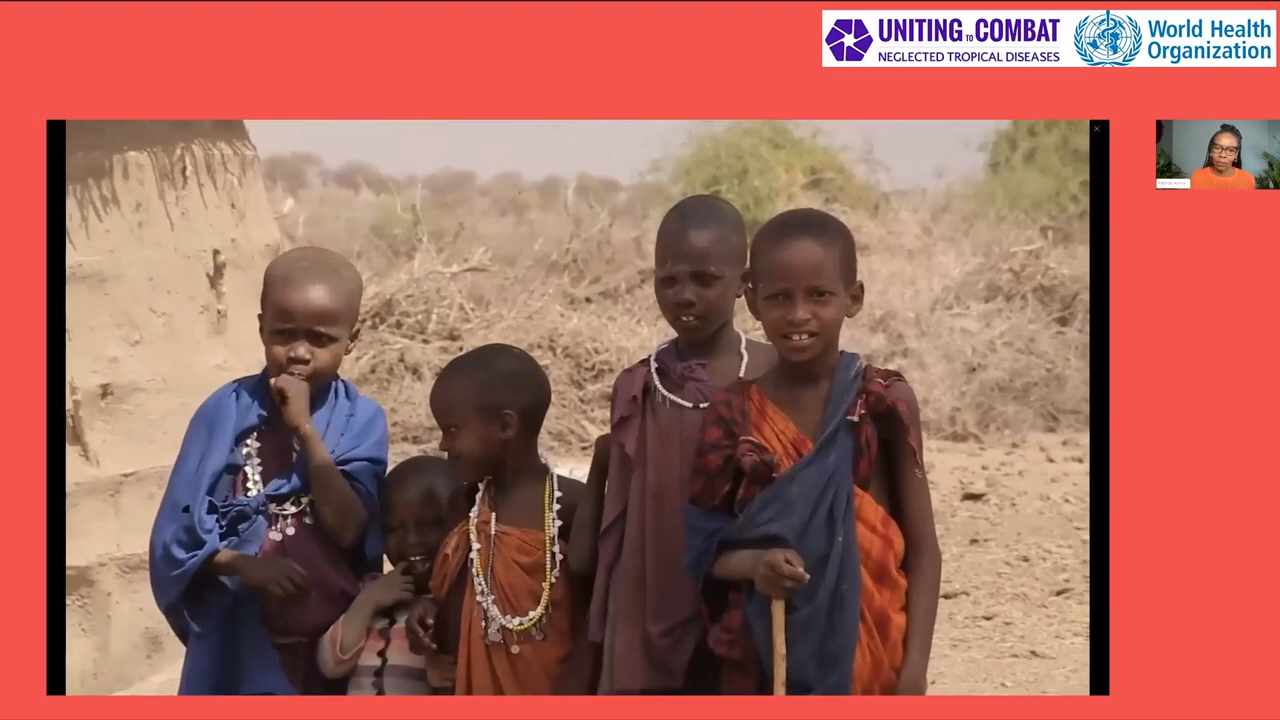 UNITING TO COMBAT
NEGLECTED TROPICAL DISEASES
World Health
Organization